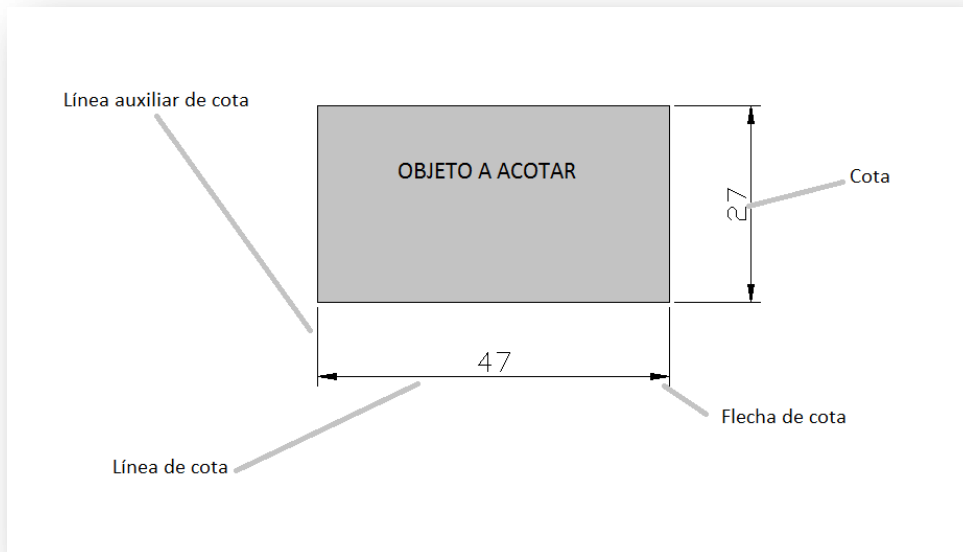 Línea auxiliar de cota
OBJETO A ACOTAR
Cota
27
47
Flecha de cota
Línea de cota